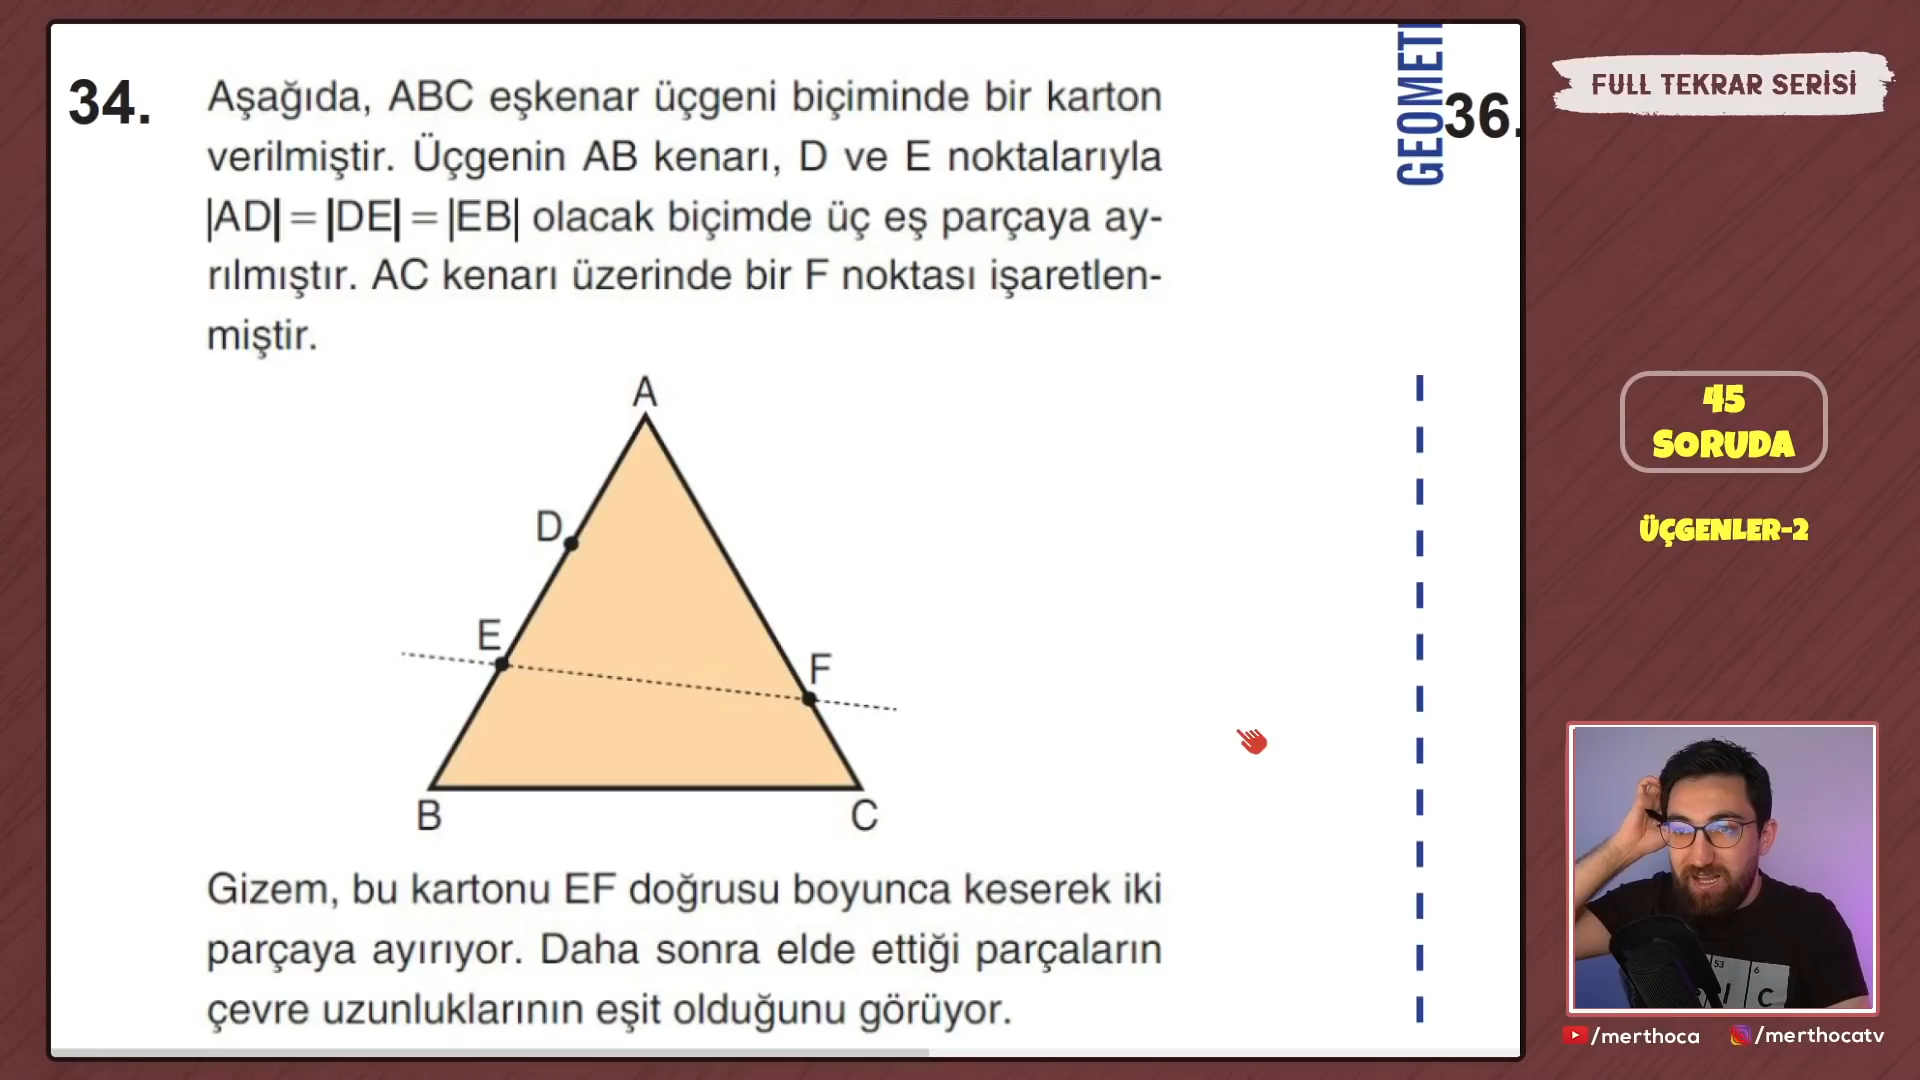 34.
Aşağıda, ABC eşkenar üçgeni biçiminde bir karton
verilmiştir. Üçgenin AB kenarı, D ve E noktalarıyla
|AD| = |DE| = |EB| olacak biçimde üç eş parçaya ay-
rılmıştır. AC kenarı üzerinde bir F noktası işaretlen-
miştir.
A
D
E
F
B
C
Gizem, bu kartonu EF doğrusu boyunca keserek iki
parçaya ayırıyor. Daha sonra elde ettiği parçaların
çevre uzunluklarının eşit olduğunu görüyor.
GEOMETİ
36.
FULL TEKRAR SERİSİ
45
SORUDA
ÜÇGENLER-2
53
6
C
/merthoca
/merthocatv